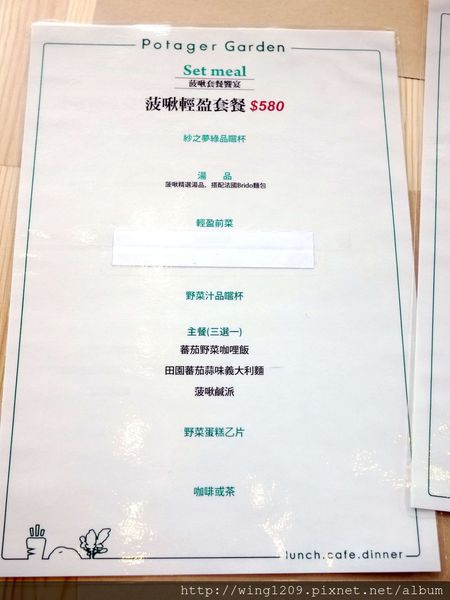 Potager Garden
Set meal
菠啾套餐饗宴
菠啾輕盈套餐 $580
紗之夢綠品嚐杯
湯 品
菠啾精選湯品、搭配法國Brido麵包
輕盈前菜
野菜汁品嚐杯
主餐(三選一)
蕃茄野菜咖哩飯
田園蕃茄蒜味義大利麵
菠啾鹹派
野菜蛋糕乙片
咖啡或茶
lunch.cafe.dinner
http://wing1209.pixnet.net/album